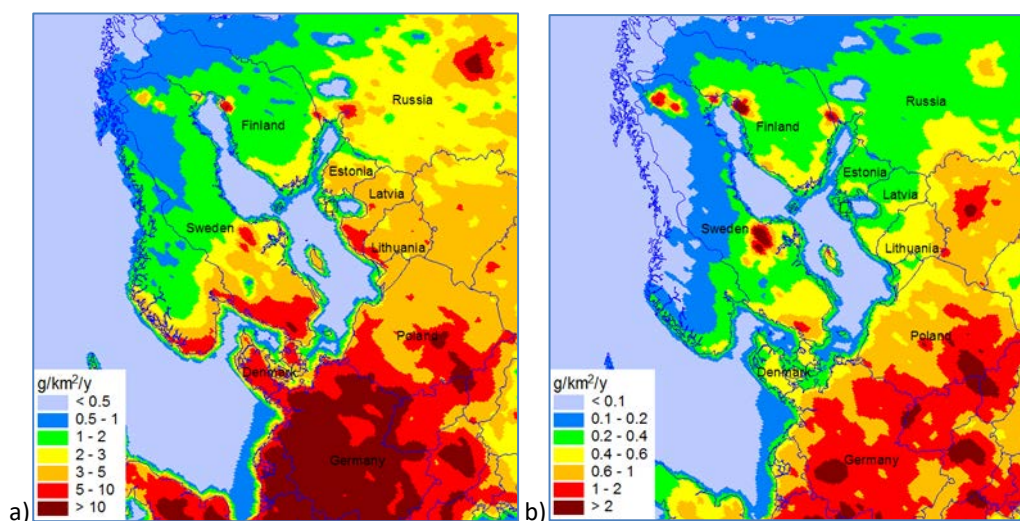 Finland
Russia
Estonia
Latvia
Sweden
Lithuania
Poland
Denmark
Germany
g/km²/y
< 0.5
0.5 - 1
1 - 2
2 - 3
3 - 5
5 - 10
> 10
a)
Finland
Russia
Estonia
Latvia
Sweden
Lithuania
Poland
Denmark
Germany
g/km²/y
< 0.1
0.1 - 0.2
0.2 - 0.4
0.4 - 0.6
0.6 - 1
1 - 2
> 2
b)